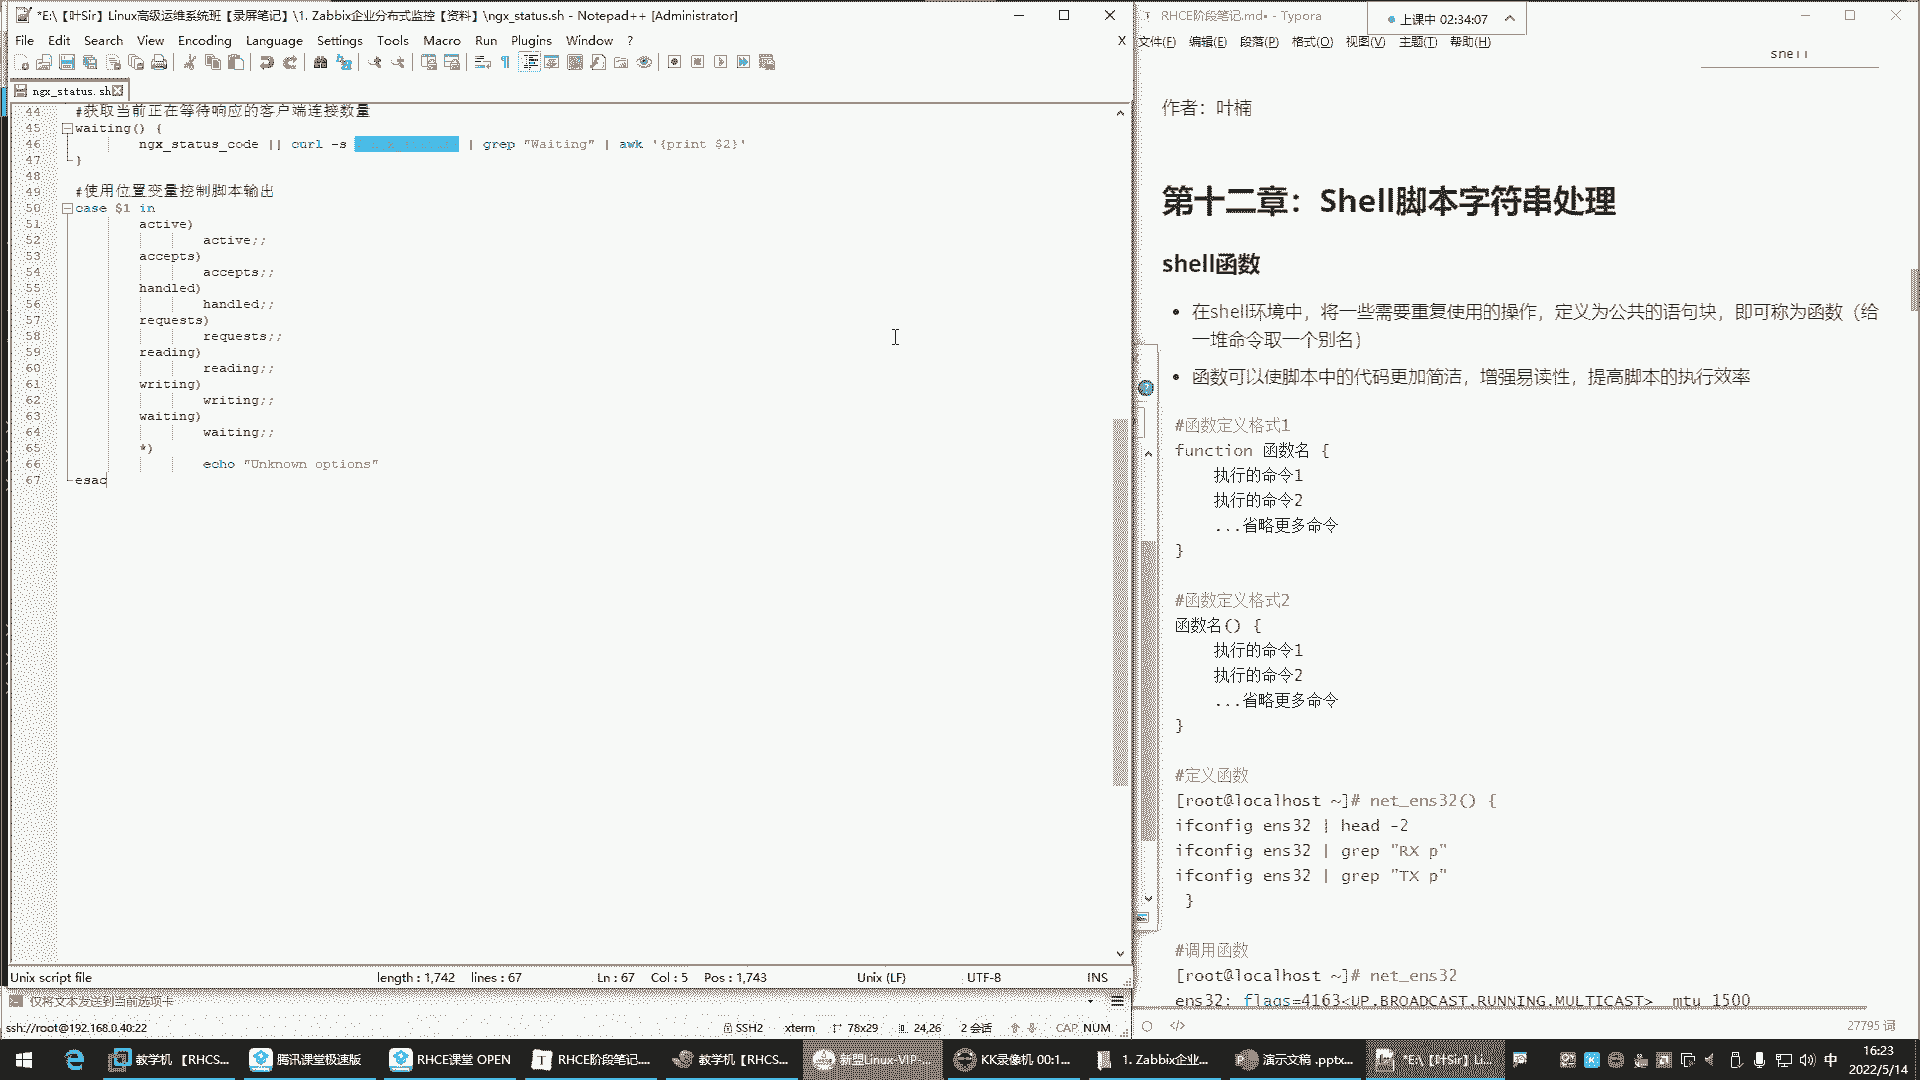 *E:\【叶Sir】Linux高级运维系统班【录屏笔记】\1. Zabbix企业分布式监控【资料】\ngx_status.sh - Notepad++ [Administrator]
File Edit Search View Encoding Language Settings Tools Macro Run Plugins Window ?
X
ngx_status.sh
44 #获取当前正在等待响应的客户端连接数量
45 waiting() {
46 ngx_status_code || curl -s | grep "Waiting" | awk '{print $2}'
47 }
48
49 #使用位置变量控制脚本输出
50 case $1 in
51 active)
52 active;;
53 accepts)
54 accepts;;
55 handled)
56 handled;;
57 requests)
58 requests;;
59 reading)
60 reading;;
61 writing)
62 writing;;
63 waiting)
64 waiting;;
65 *)
66 echo "Unknown options"
67 esac
Unix script file length : 1,742 lines : 67 Ln : 67 Col : 5 Pos : 1,743 Unix (LF) UTF-8 INS
仅将文本发送到当前选项卡
ssh://root@192.168.0.40:22 SSH2 xterm 78x29 24,26 2 会话 CAP NUM
RHCE阶段笔记.md• - Typora
上课中 02:34:07
文件(F) 编辑(E) 段落(P) 格式(O) 视图(V) 主题(T) 帮助(H)
shell
作者：叶楠
第十二章：Shell脚本字符串处理
shell函数
• 在shell环境中，将一些需要重复使用的操作，定义为公共的语句块，即可称为函数（给
一堆命令取一个别名）
• 函数可以使脚本中的代码更加简洁，增强易读性，提高脚本的执行效率
#函数定义格式1
function 函数名 {
执行的命令1
执行的命令2
...省略更多命令
}
#函数定义格式2
函数名() {
执行的命令1
执行的命令2
...省略更多命令
}
#定义函数
[root@localhost ~]# net_ens32() {
ifconfig ens32 | head -2
ifconfig ens32 | grep "RX p"
ifconfig ens32 | grep "TX p"
}
#调用函数
[root@localhost ~]# net_ens32
ens32: flags=4163<UP,BROADCAST,RUNNING,MULTICAST> mtu 1500
27795 词
教学机【RHCS... 腾讯课堂极速版 RHCE课堂 OPEN RHCE阶段笔记.... 教学机【RHCS... 新盟Linux-VIP-... KK录像机 00:1... 1. Zabbix企业... 演示文稿 .pptx... *E:\【叶Sir】Li... 中
16:23
2022/5/14